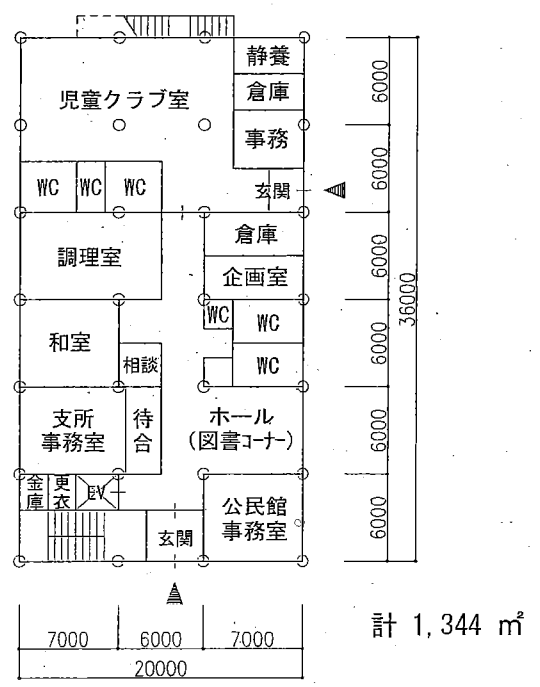 静養
倉庫
児童クラブ室
事務
WC
WC
WC
玄関
倉庫
調理室
企画室
WC
WC
和室
相談
WC
支所
事務室
待
合
ホール
(図書コーナー)
金
庫
更
衣
EV
公民館
事務室
玄関
6000
6000
6000
6000
6000
6000
36000
7000
6000
7000
20000
計 1,344 ㎡